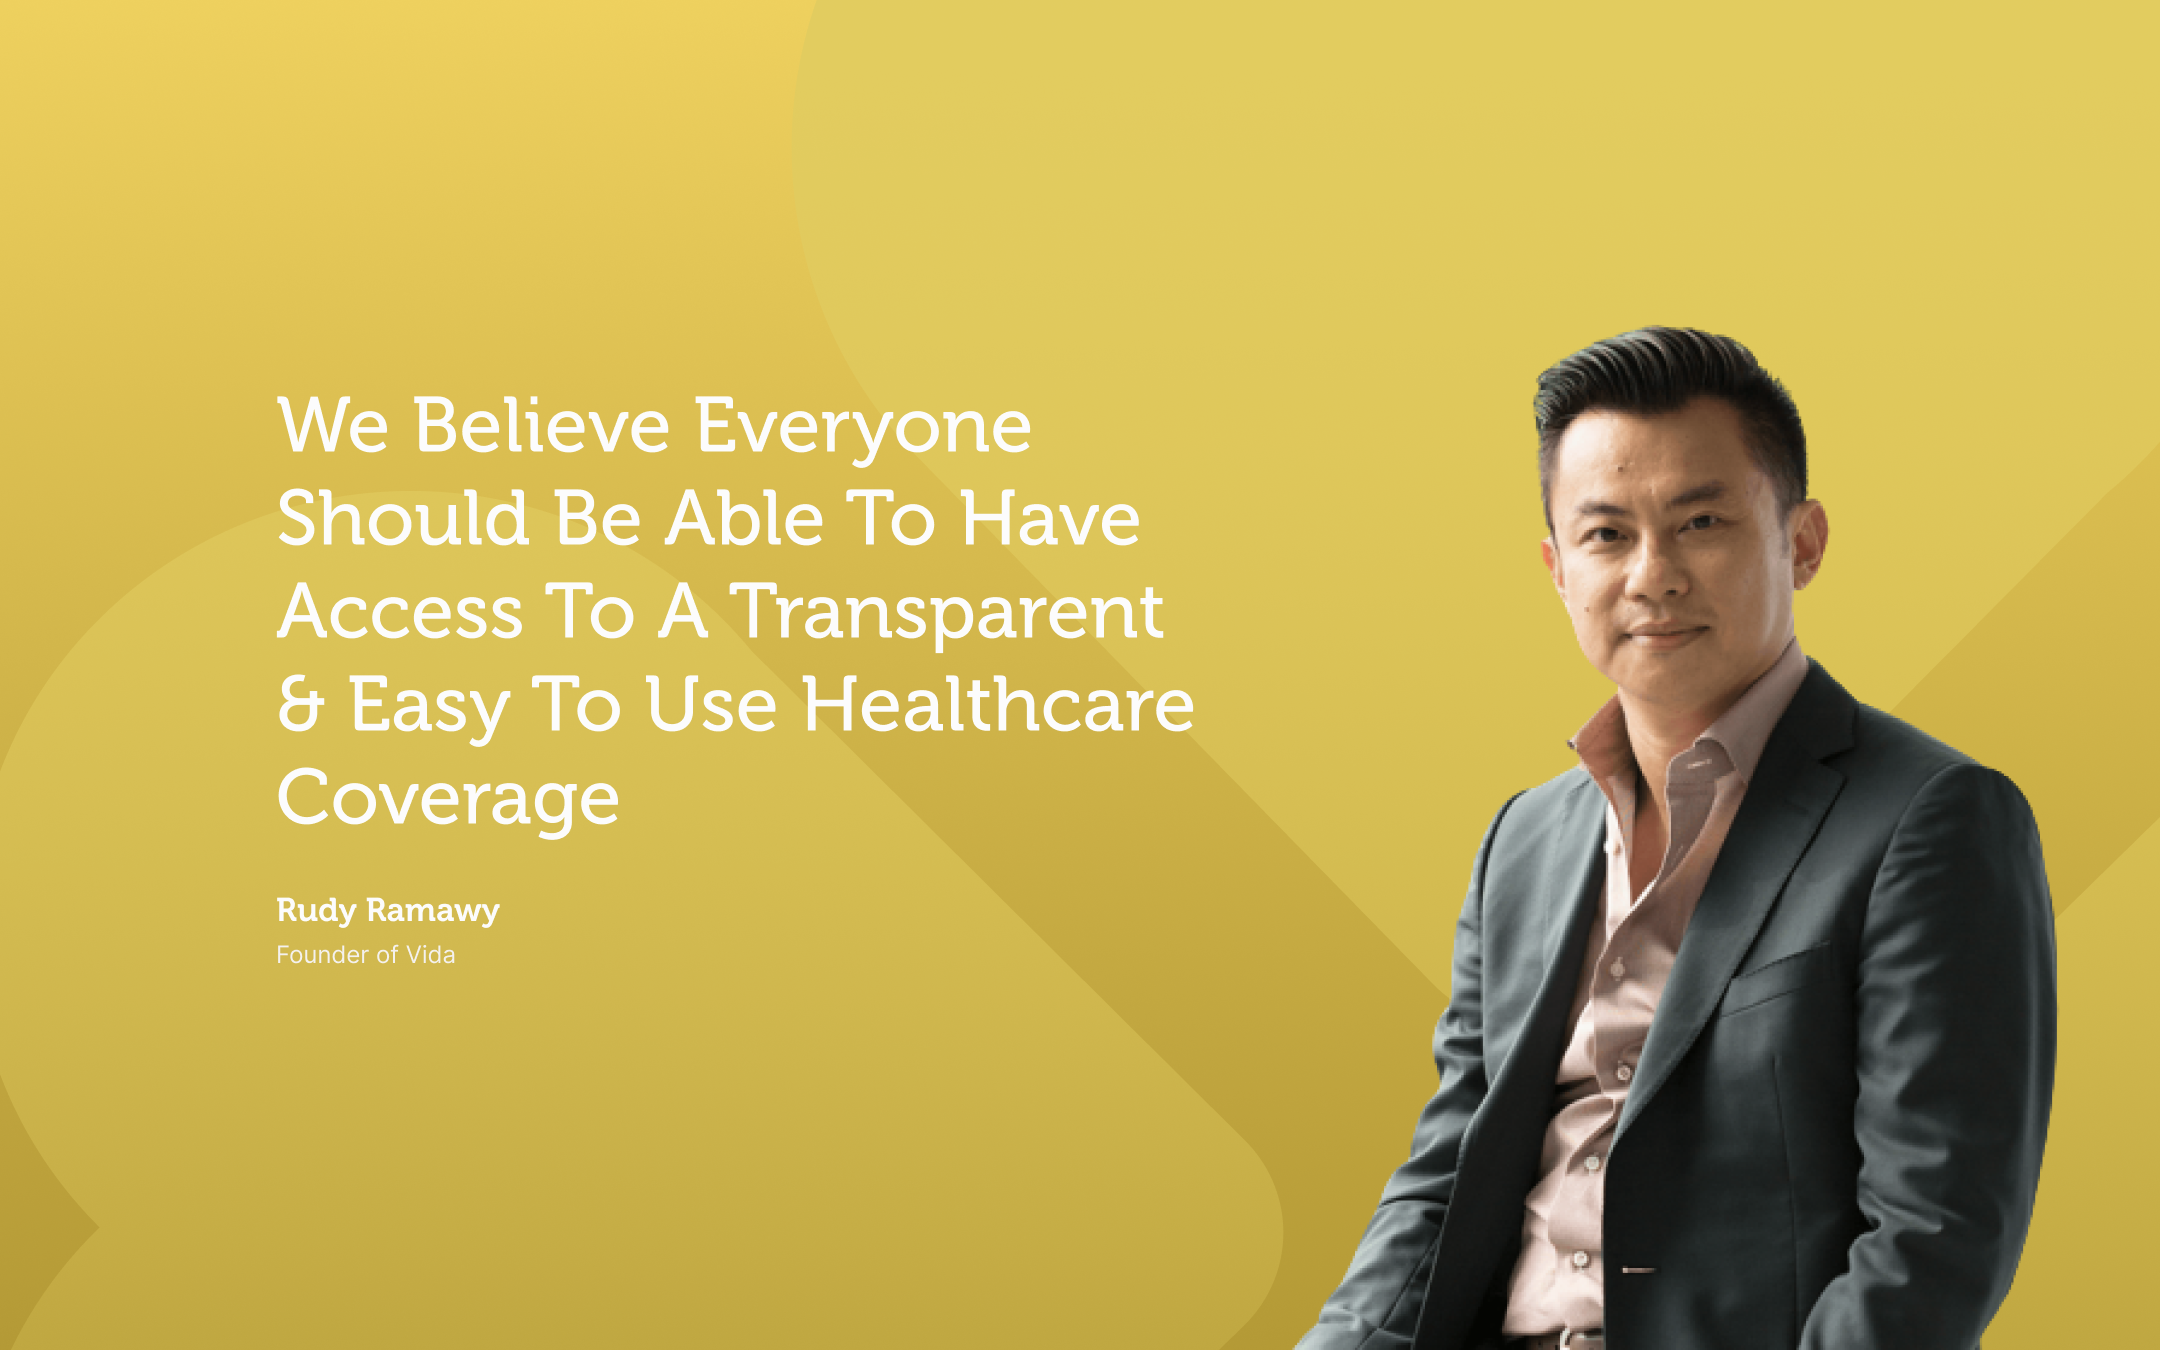 We Believe Everyone
Should Be Able To Have
Access To A Transparent
& Easy To Use Healthcare
Coverage
Rudy Ramawy
Founder of Vida